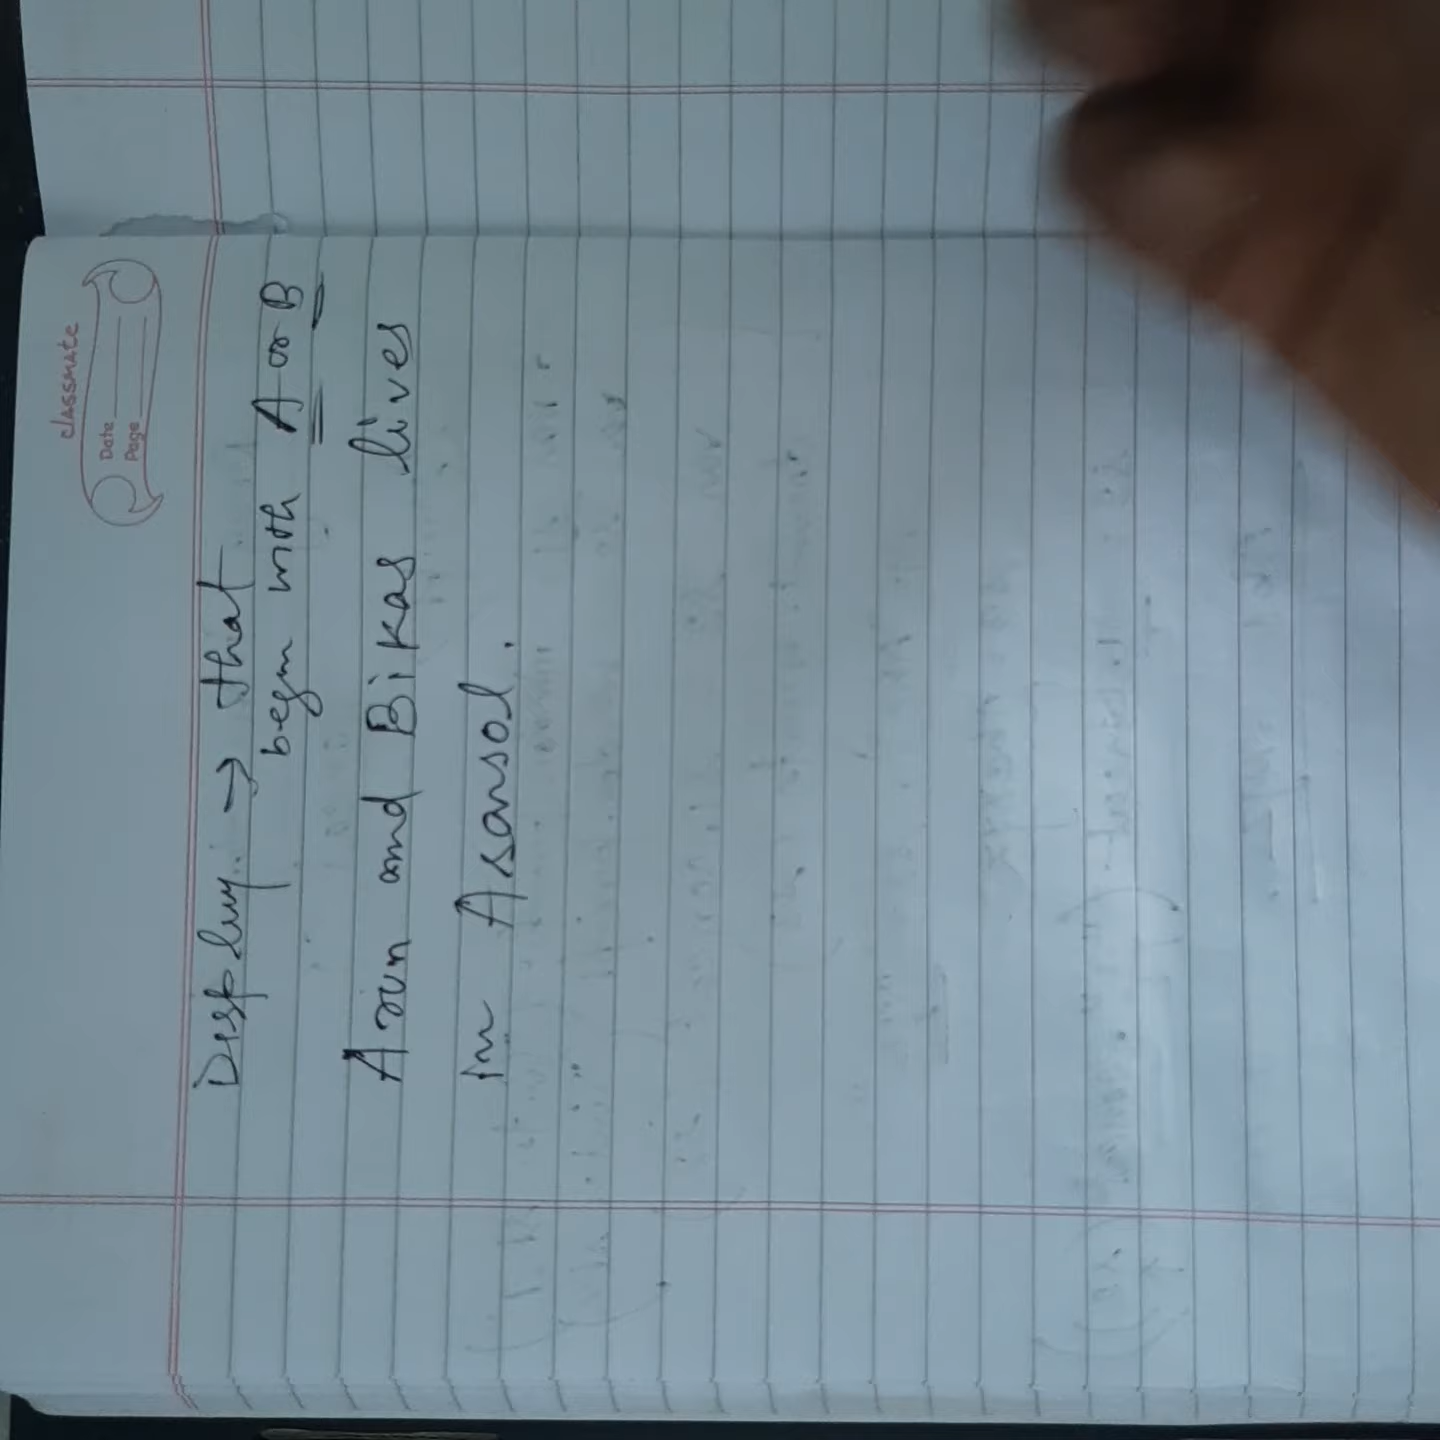 classmate
Date
Page
Display. → that
begin with A or B
Arun and Bikas lives
in Asansol.